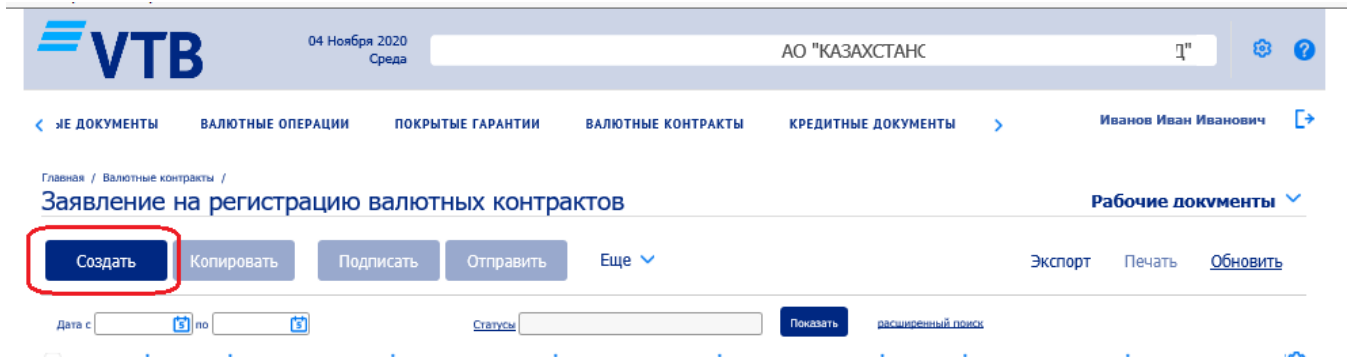 VTB
04 Ноября 2020
Среда
АО "КАЗАХСТАНС
Д"
ЫЕ ДОКУМЕНТЫ ВАЛЮТНЫЕ ОПЕРАЦИИ ПОКРЫТЫЕ ГАРАНТИИ ВАЛЮТНЫЕ КОНТРАКТЫ КРЕДИТНЫЕ ДОКУМЕНТЫ Иванов Иван Иванович
Главная / Валютные контракты /
Заявление на регистрацию валютных контрактов Рабочие документы
Создать Копировать Подписать Отправить Еще Экспорт Печать Обновить
Дата с по Статусы Показать расширенный поиск